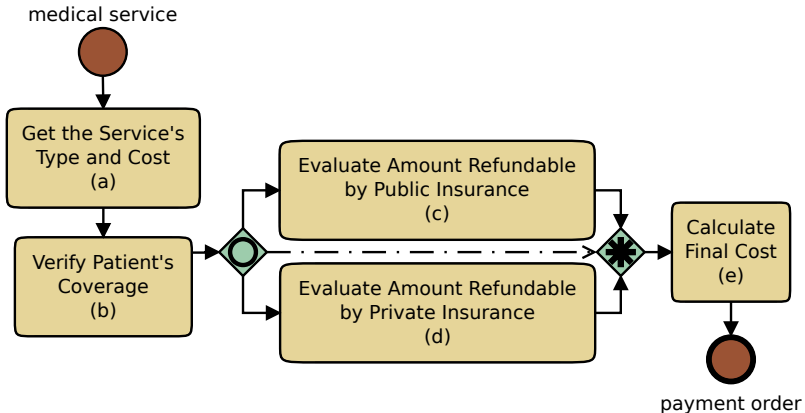 medical service
Get the Service's
Type and Cost
(a)
Verify Patient's
Coverage
(b)
Evaluate Amount Refundable
by Public Insurance
(c)
Evaluate Amount Refundable
by Private Insurance
(d)
Calculate
Final Cost
(e)
payment order